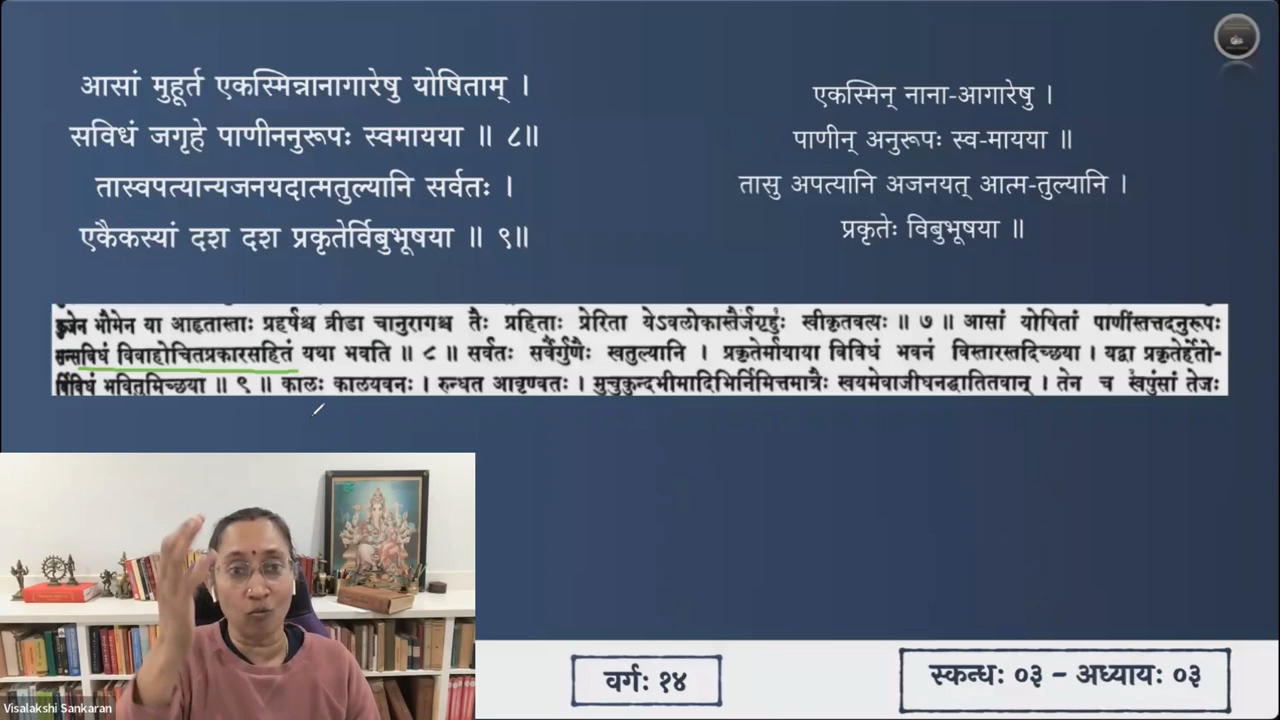 आसां मुहूर्त एकस्मिन्नानागारेषु योषिताम् ।
सविधं जगृहे पाणीननुरूपः स्वमायया ॥ ८॥
तास्वपत्यान्यजनयदात्मतुल्यानि सर्वतः ।
एकैकस्यां दश दश प्रकृतेर्विबुभूषया ॥ ९॥
एकस्मिन् नाना-आगारेषु ।
पाणीन् अनुरूपः स्व-मायया ॥
तासु अपत्यानि अजनयत् आत्म-तुल्यानि ।
प्रकृतेः विबुभूषया ॥
भौमेन या आहृतास्ताः प्रहर्षश्च व्रीडा चानुरागश्च तैः प्रहिताः प्रेरिता येऽवलोकास्तैर्जगृहुः स्वीकृतवत्यः ॥ ७ ॥ आसां योषितां पाणींस्तत्तदनुरूपः
सन्सविधं विवाहोचितप्रकारसहितं यथा भवति ॥ ८ ॥ सर्वतः सर्वैर्गुणैः स्वतुल्यानि । प्रकृतेर्मायाया विविधं भवनं विस्तारस्तदिच्छया । यद्वा प्रकृतेर्हेतो-
र्विविधं भवितुमिच्छया ॥ ९ ॥ कालः कालयवनः । रुन्धत आवृण्वतः । मुचुकुन्दभीमादिभिर्निमित्तमात्रैः स्वयमेवाजीघनद्घातितवान् । तेन च स्वपुंसां तेजः
Visalakshi Sankaran
वर्गः १४
स्कन्धः ०३ – अध्यायः ०३